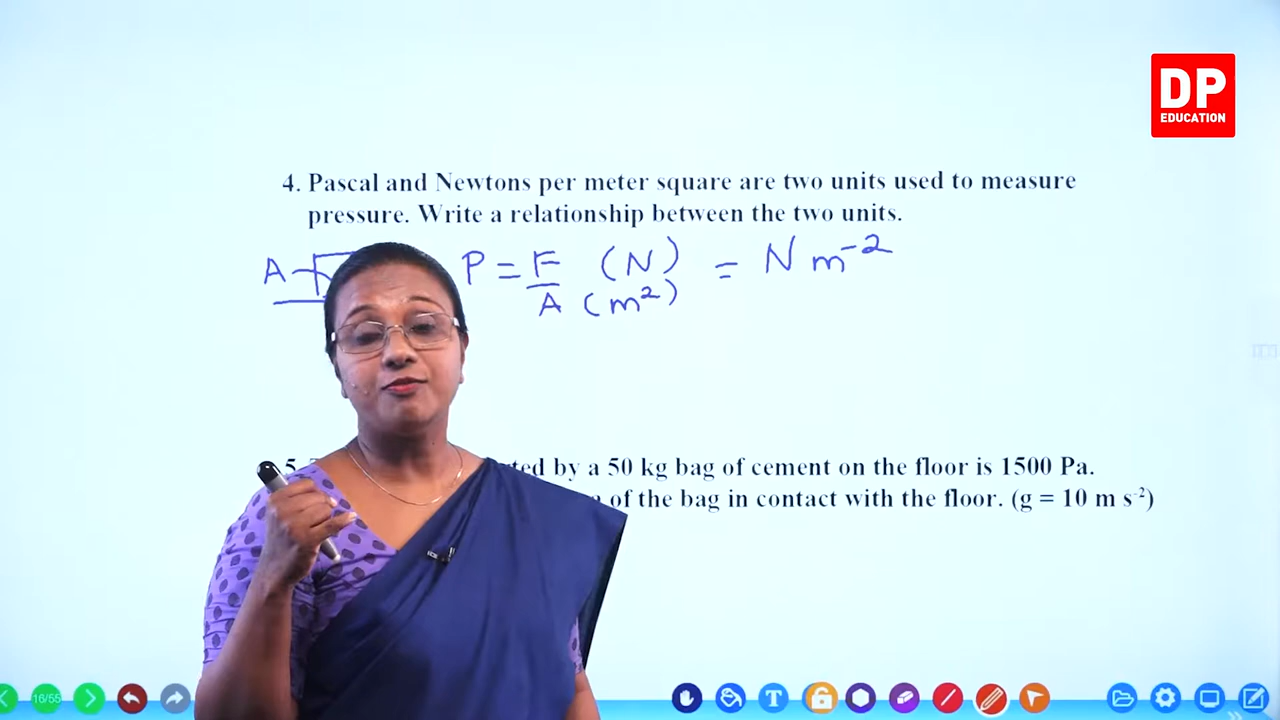 DP
EDUCATION
4. Pascal and Newtons per meter square are two units used to measure
pressure. Write a relationship between the two units.
A P = F (N) = N m⁻²
A (m²)
5. ted by a 50 kg bag of cement on the floor is 1500 Pa.
of the bag in contact with the floor. (g = 10 m s⁻²)
16/55